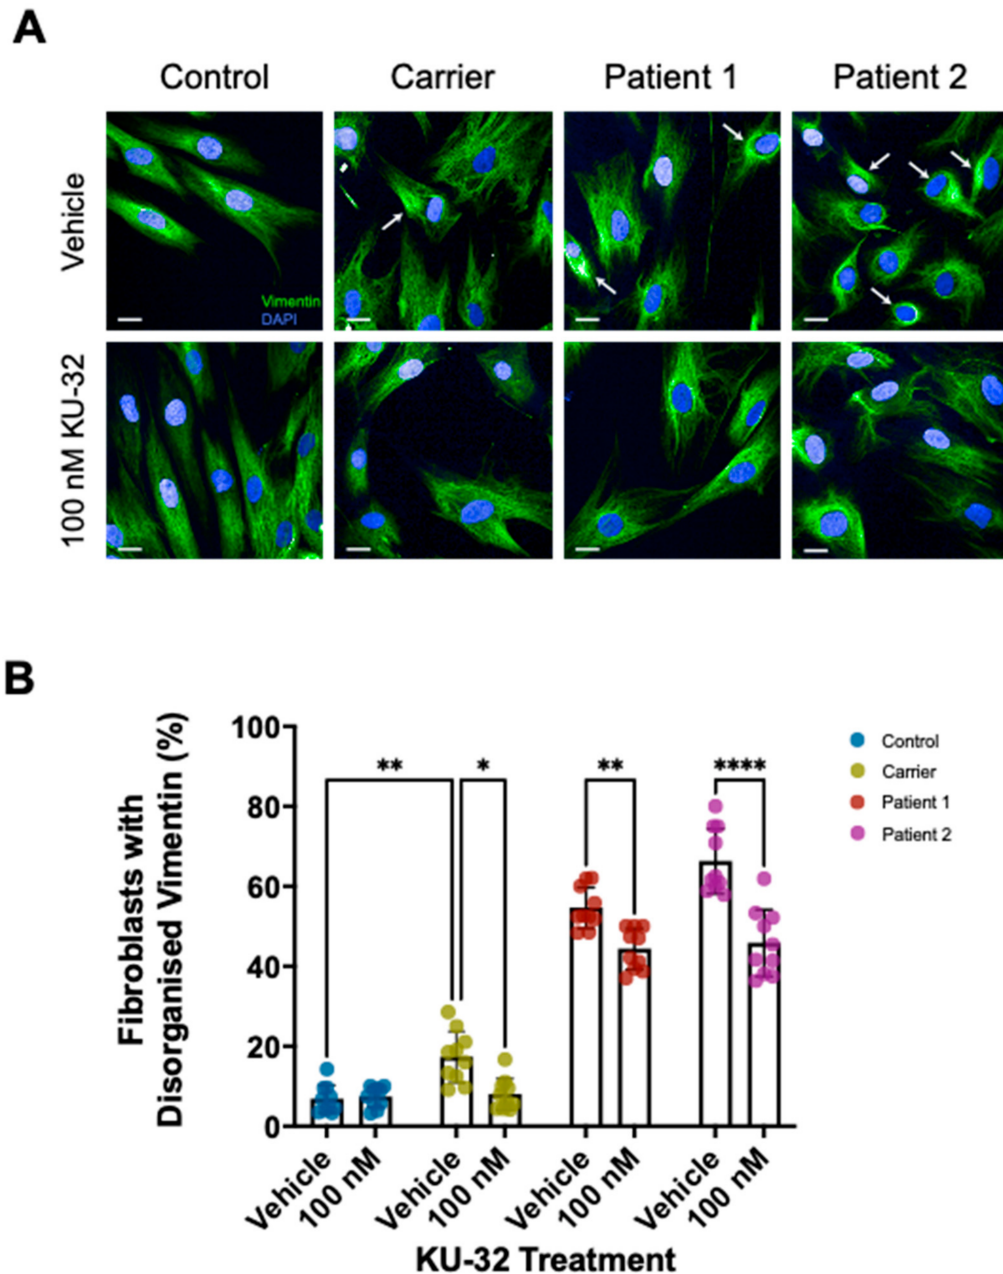 A
Control Carrier Patient 1 Patient 2
Vehicle
Vimentin
DAPI
100 nM KU-32
B
Fibroblasts with
Disorganised Vimentin (%)
100
80
60
40
20
0
** * ** ****
Control
Carrier
Patient 1
Patient 2
Vehicle 100 nM Vehicle 100 nM Vehicle 100 nM Vehicle 100 nM
KU-32 Treatment